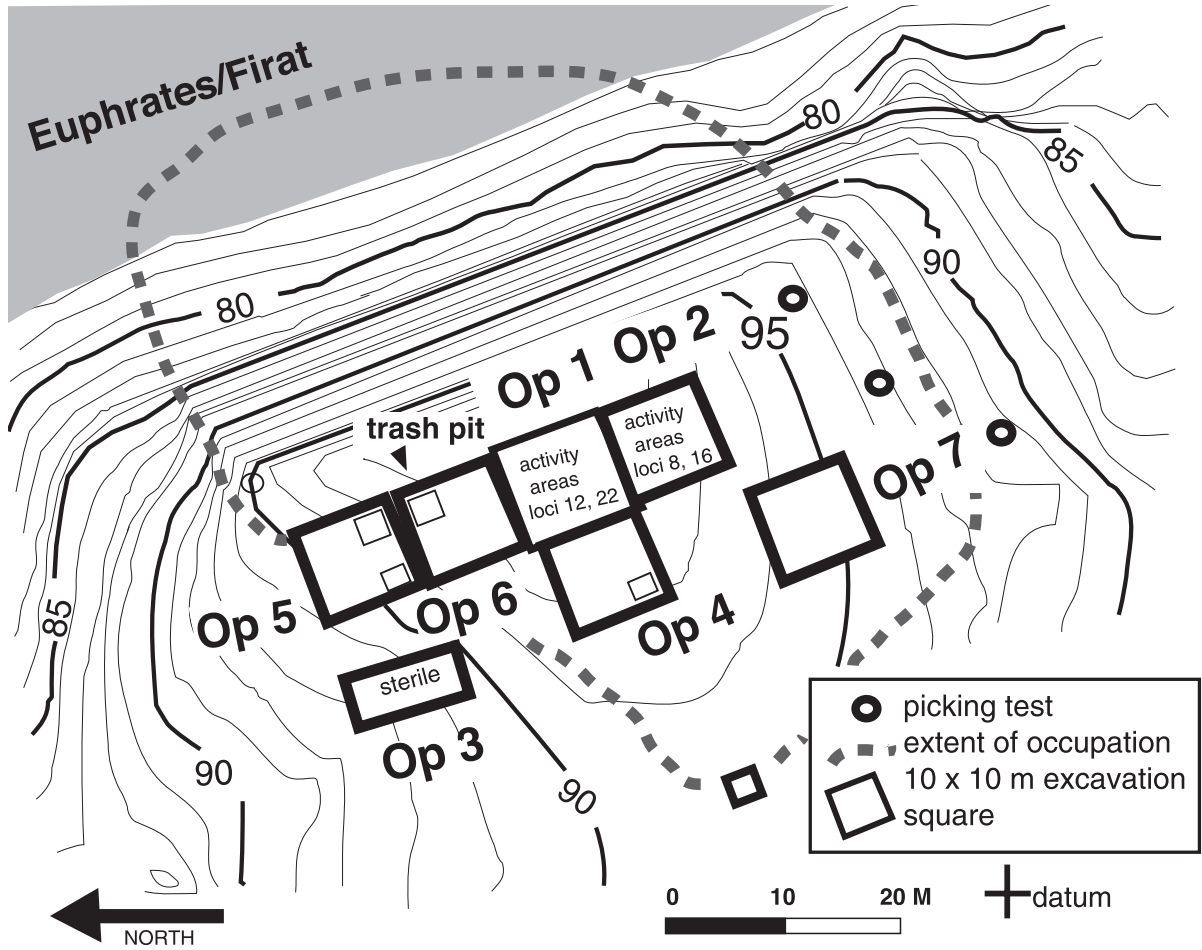 Euphrates/Firat
80
85
90
80
Op 2
95
Op 1
trash pit
activity
areas
loci 8, 16
activity
areas
loci 12, 22
Op 7
85
Op 5
Op 6
Op 4
sterile
Op 3
90
90
picking test
extent of occupation
10 x 10 m excavation
square
0 10 20 M
datum
NORTH